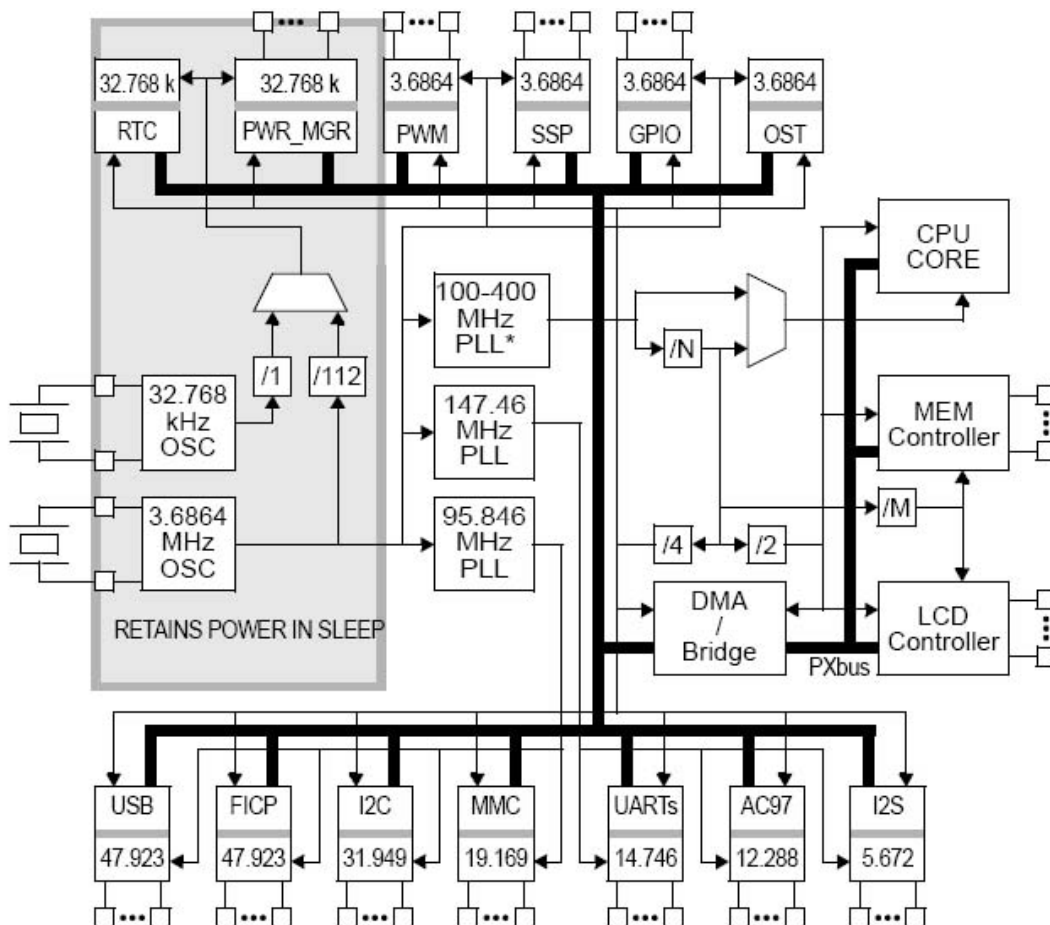 32.768 k
32.768 k
3.6864
3.6864
3.6864
3.6864
RTC
PWR_MGR
PWM
SSP
GPIO
OST
CPU
CORE
100-400
MHz
PLL*
/N
/1
/112
32.768
kHz
OSC
147.46
MHz
PLL
MEM
Controller
/M
3.6864
MHz
OSC
95.846
MHz
PLL
/4
/2
RETAINS POWER IN SLEEP
DMA
/
Bridge
PXbus
LCD
Controller
USB
FICP
I2C
MMC
UARTs
AC97
I2S
47.923
47.923
31.949
19.169
14.746
12.288
5.672